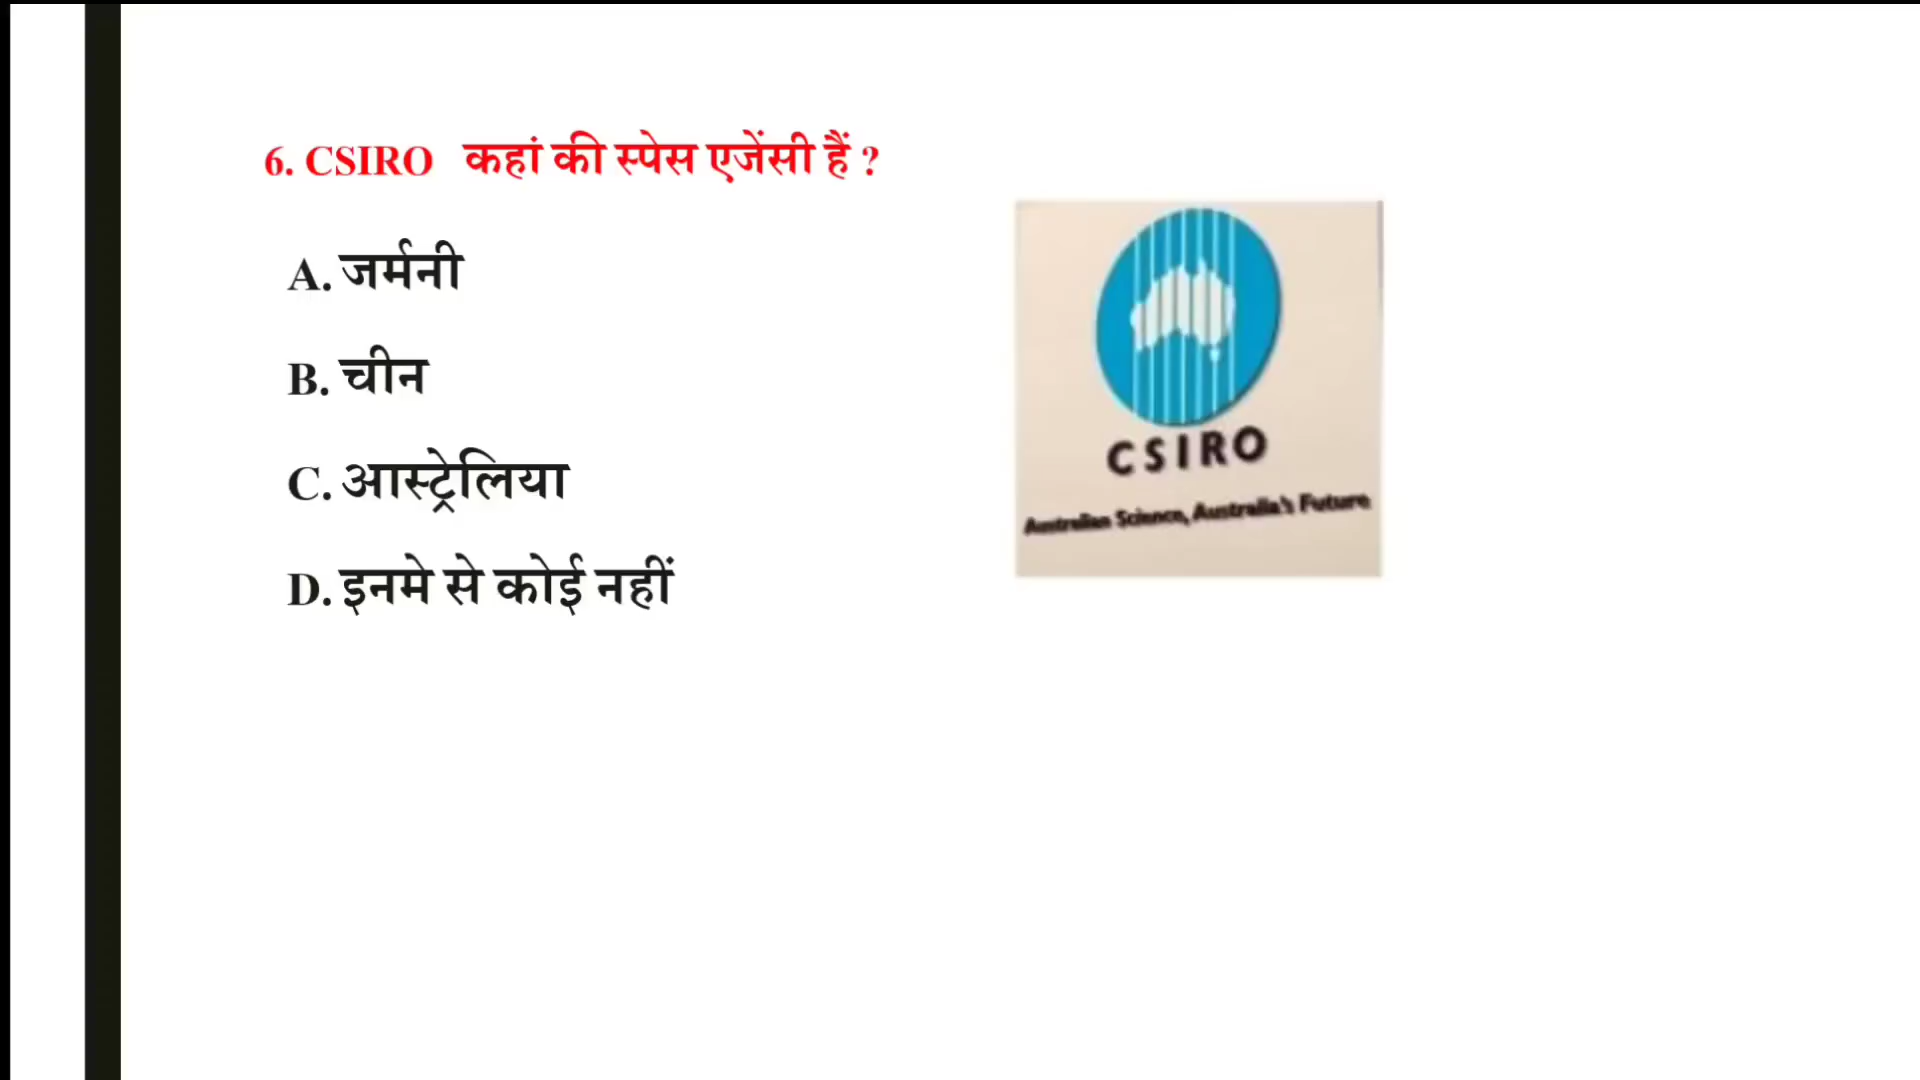 6. CSIRO कहां की स्पेस एजेंसी हैं ?
A. जर्मनी
B. चीन
C. आस्ट्रेलिया
D. इनमे से कोई नहीं
CSIRO
Australian Science, Australia's Future